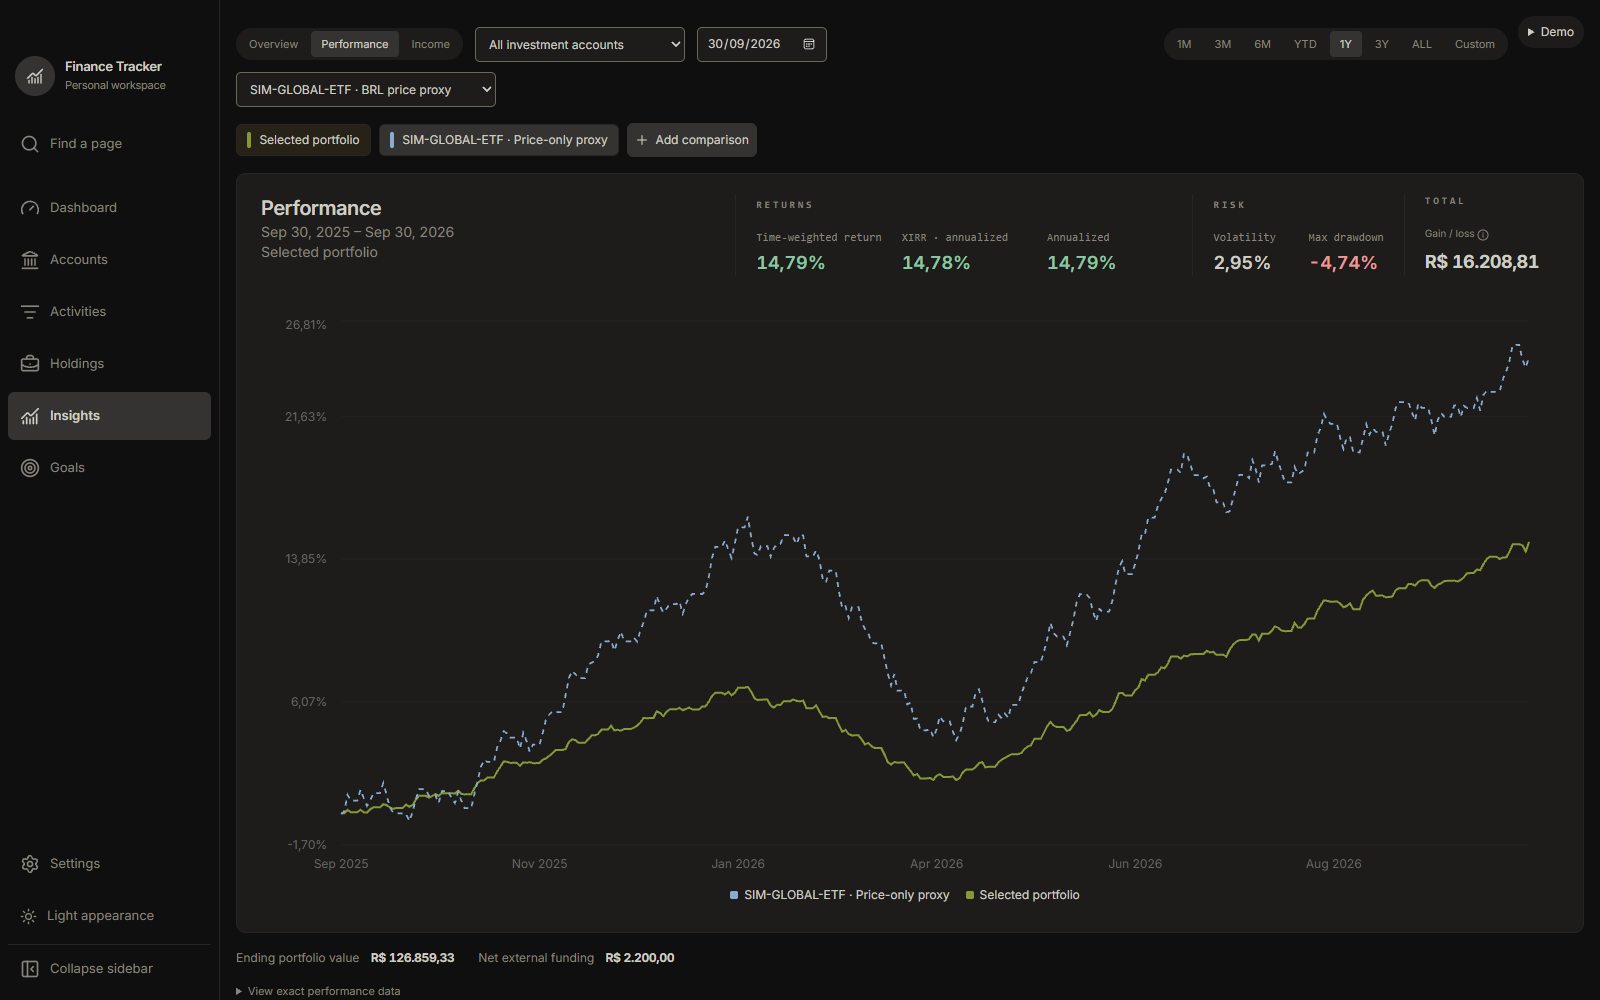 Finance Tracker
Personal workspace
Find a page
Dashboard
Accounts
Activities
Holdings
Insights
Goals
Settings
Light appearance
Collapse sidebar
Overview Performance Income All investment accounts 30/09/2026 1M 3M 6M YTD 1Y 3Y ALL Custom Demo
SIM-GLOBAL-ETF · BRL price proxy
Selected portfolio SIM-GLOBAL-ETF · Price-only proxy + Add comparison
Performance
Sep 30, 2025 – Sep 30, 2026
Selected portfolio
RETURNS
Time-weighted return XIRR · annualized Annualized
14,79% 14,78% 14,79%
RISK
Volatility Max drawdown
2,95% -4,74%
TOTAL
Gain / loss
R$ 16.208,81
26,81%
21,63%
13,85%
6,07%
-1,70%
Sep 2025 Nov 2025 Jan 2026 Apr 2026 Jun 2026 Aug 2026
SIM-GLOBAL-ETF · Price-only proxy Selected portfolio
Ending portfolio value R$ 126.859,33 Net external funding R$ 2.200,00
View exact performance data